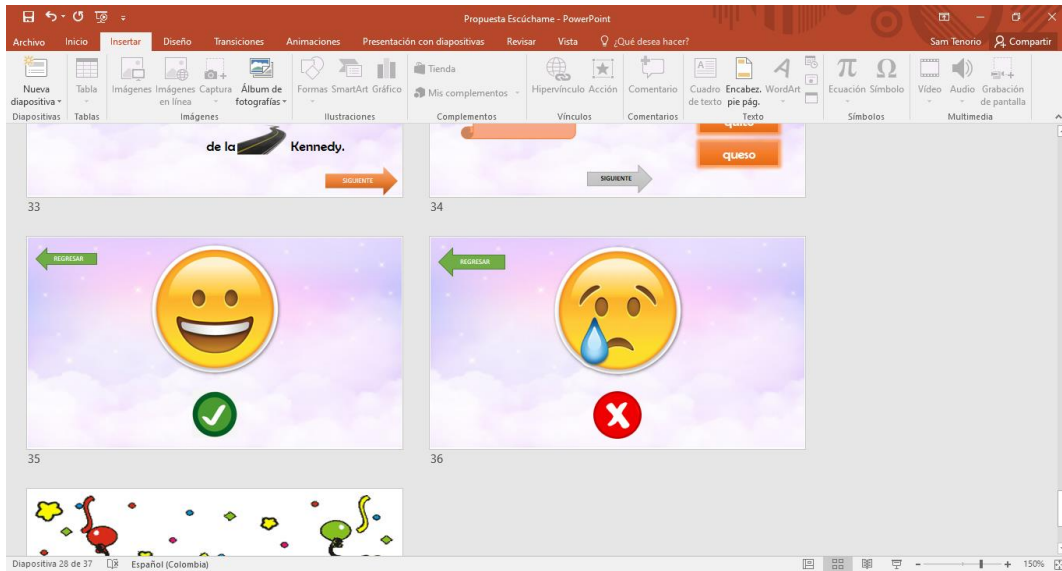 Propuesta Escúchame - PowerPoint
Archivo Inicio Insertar Diseño Transiciones Animaciones Presentación con diapositivas Revisar Vista ¿Qué desea hacer? Sam Tenorio Compartir
Nueva diapositiva
Tabla
Imágenes
Imágenes en línea
Captura
Álbum de fotografías
Formas
SmartArt
Gráfico
Tienda
Mis complementos
Hipervínculo
Acción
Comentario
Cuadro de texto
Encabez. pie pág.
WordArt
Ecuación
Símbolo
Vídeo
Audio
Grabación de pantalla
Diapositivas Tablas Imágenes Ilustraciones Complementos Vínculos Comentarios Texto Símbolos Multimedia
de la Kennedy.
SIGUIENTE
33
quito
queso
SIGUIENTE
34
REGRESAR
35
REGRESAR
36
Diapositiva 28 de 37 Español (Colombia) 150%